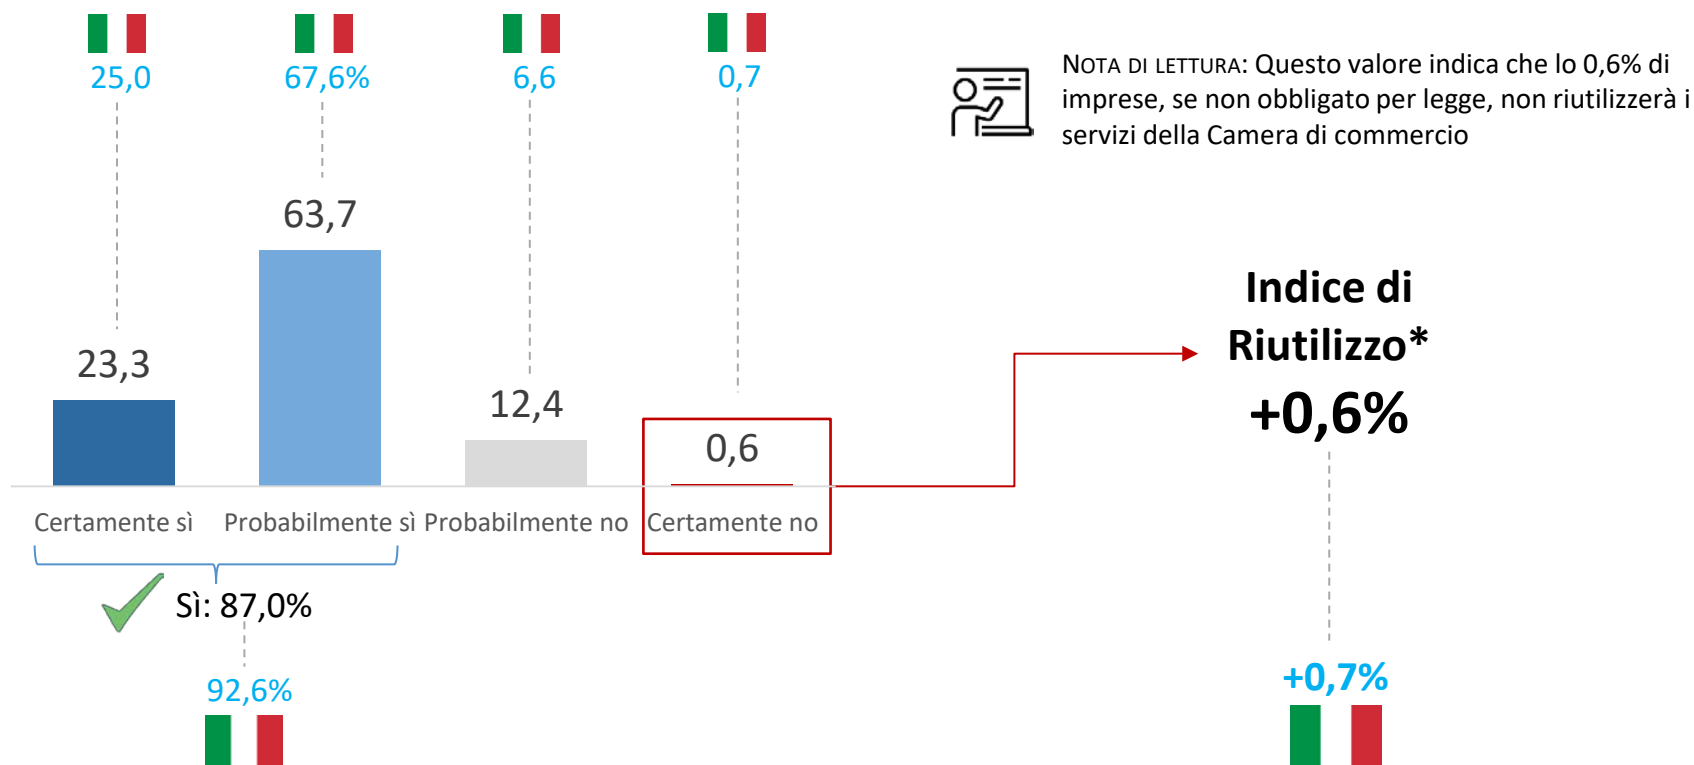 25,0
67,6%
6,6
0,7
NOTA DI LETTURA: Questo valore indica che lo 0,6% di
imprese, se non obbligato per legge, non riutilizzerà i
servizi della Camera di commercio
23,3
63,7
12,4
0,6
Certamente sì
Probabilmente sì
Probabilmente no
Certamente no
Sì: 87,0%
92,6%
Indice di
Riutilizzo*
+0,6%
+0,7%